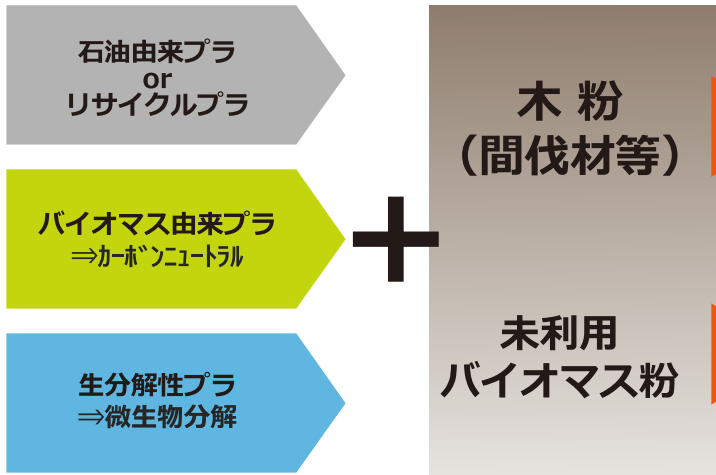 石油由来プラ
or
リサイクルプラ
バイオマス由来プラ
⇒ｶｰﾎﾞﾝﾆｭｰﾄﾗﾙ
生分解性プラ
⇒微生物分解
+
木 粉
（間伐材等）
未利用
バイオマス粉